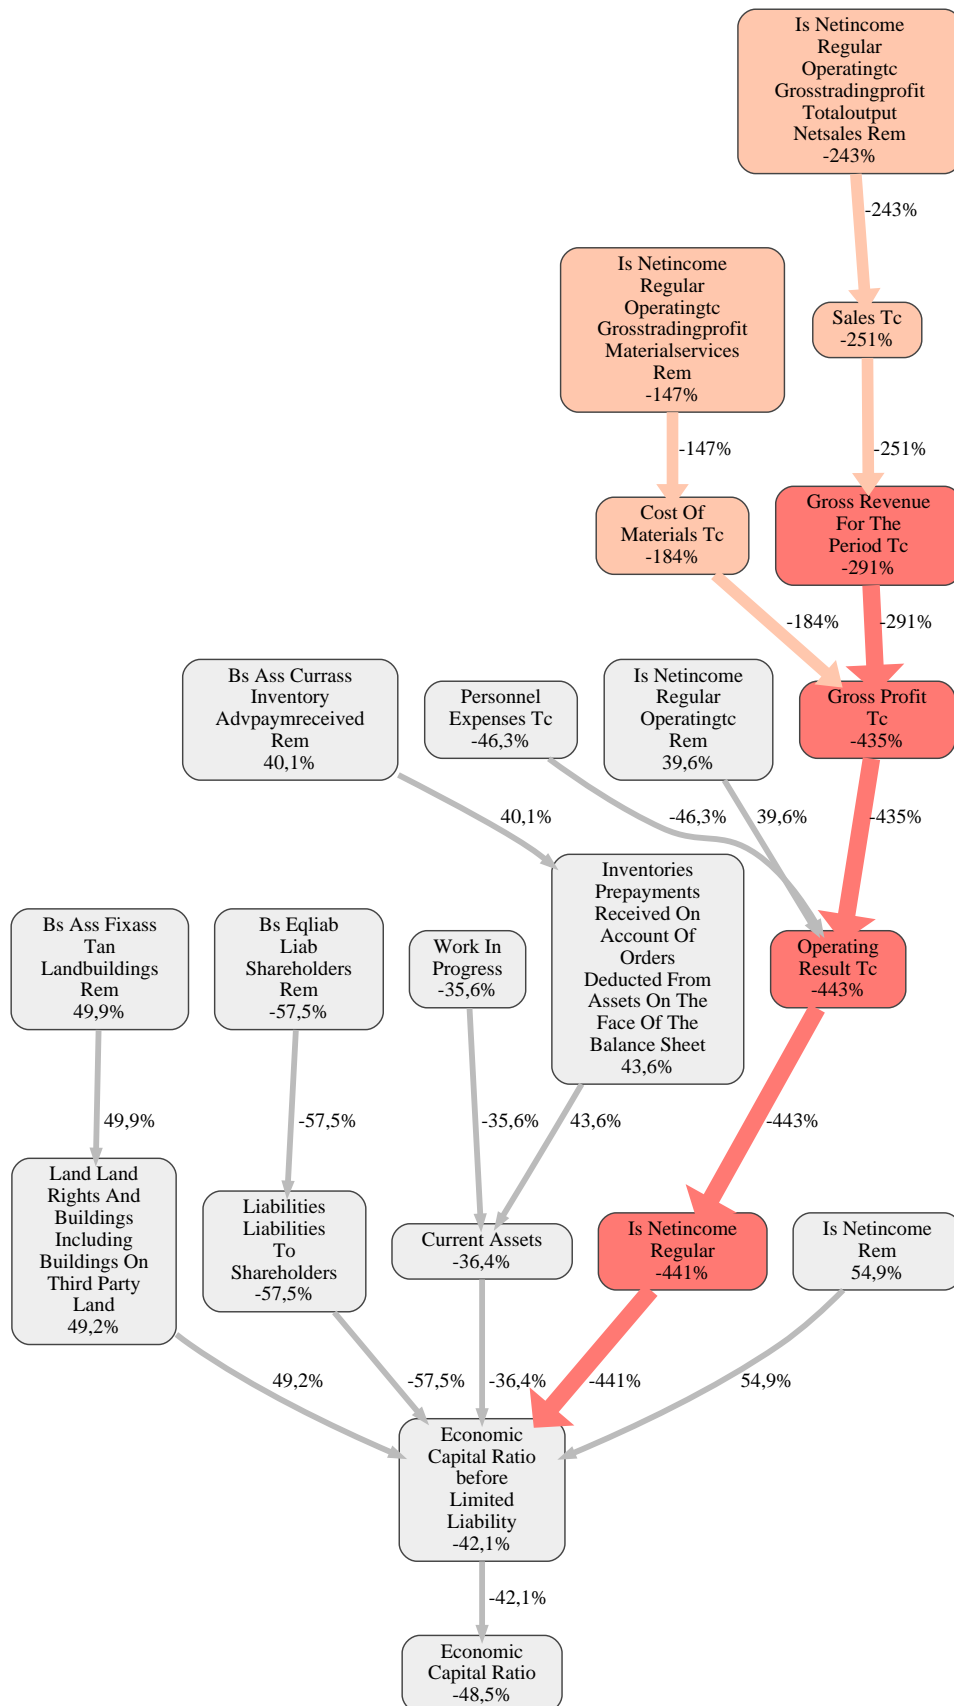 Is Netincome
Regular
Operatingtc
Grosstradingprofit
Totaloutput
Netsales Rem
-243%
-243%
Is Netincome
Regular
Operatingtc
Grosstradingprofit
Materialservices
Rem
-147%
Sales Tc
-251%
-147%
-251%
Cost Of
Materials Tc
-184%
Gross Revenue
For The
Period Tc
-291%
-184%
-291%
Bs Ass Currass
Inventory
Advpaymreceived
Rem
40,1%
Personnel
Expenses Tc
-46,3%
Is Netincome
Regular
Operatingtc
Rem
39,6%
Gross Profit
Tc
-435%
40,1%
-46,3%
39,6%
-435%
Bs Ass Fixass
Tan
Landbuildings
Rem
49,9%
Bs Eqliab
Liab
Shareholders
Rem
-57,5%
Work In
Progress
-35,6%
Inventories
Prepayments
Received On
Account Of
Orders
Deducted From
Assets On The
Face Of The
Balance Sheet
43,6%
Operating
Result Tc
-443%
49,9%
-57,5%
-35,6%
43,6%
-443%
Land Land
Rights And
Buildings
Including
Buildings On
Third Party
Land
49,2%
Liabilities
Liabilities
To
Shareholders
-57,5%
Current Assets
-36,4%
Is Netincome
Regular
-441%
Is Netincome
Rem
54,9%
49,2%
-57,5%
-36,4%
-441%
54,9%
Economic
Capital Ratio
before
Limited
Liability
-42,1%
-42,1%
Economic
Capital Ratio
-48,5%